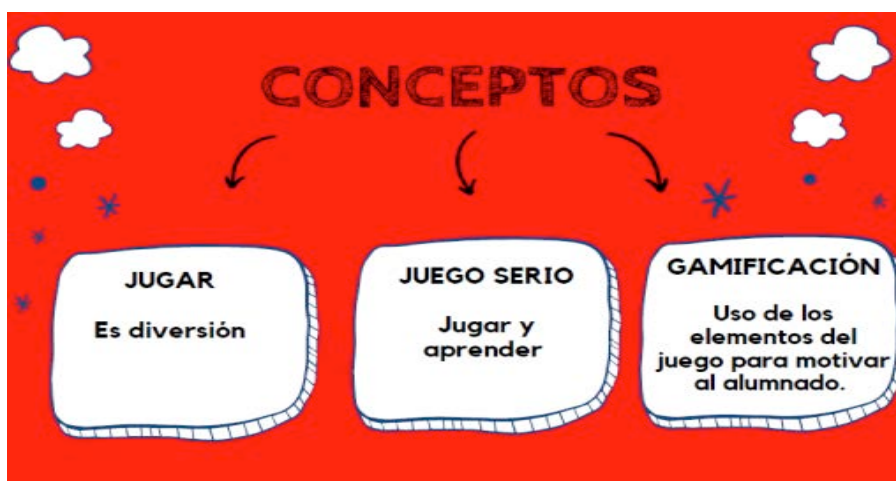 CONCEPTOS
JUGAR
Es diversión
JUEGO SERIO
Jugar y
aprender
GAMIFICACIÓN
Uso de los
elementos del
juego para motivar
al alumnado.